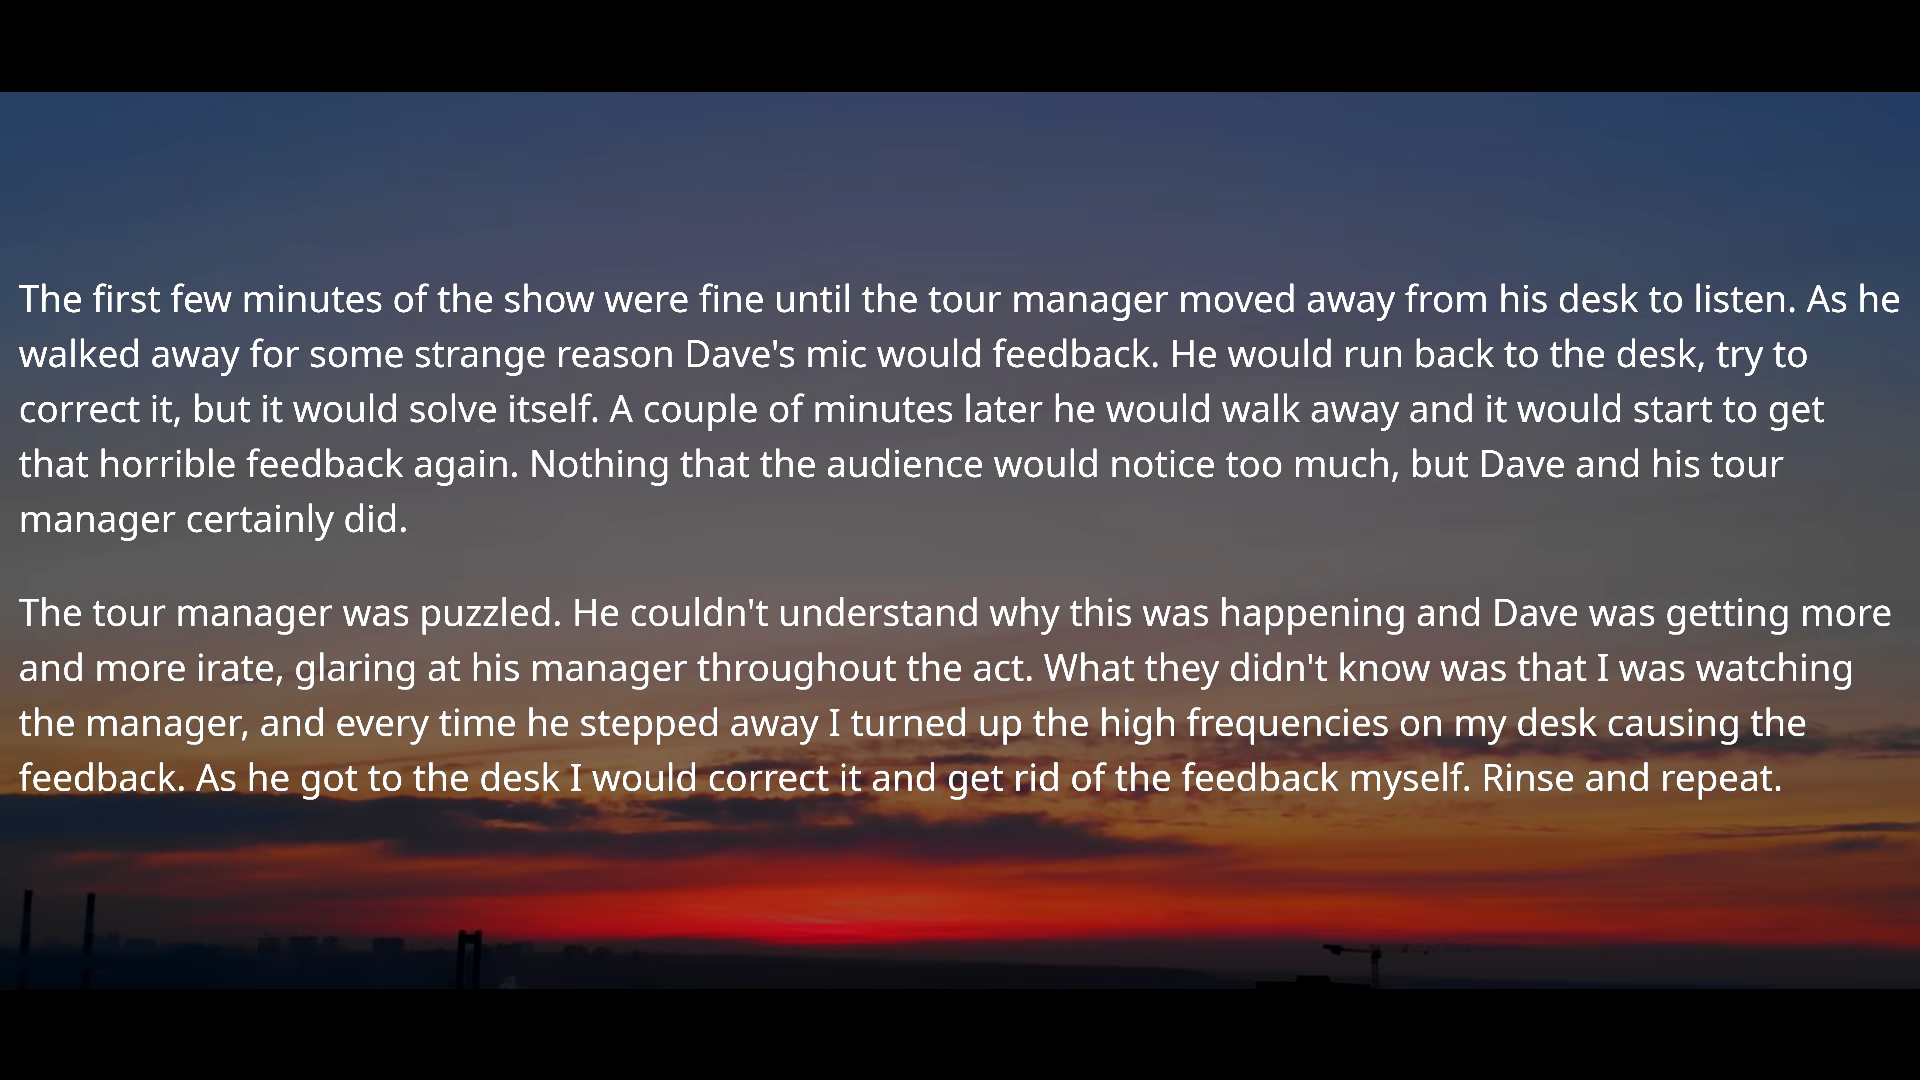 The first few minutes of the show were fine until the tour manager moved away from his desk to listen. As he
walked away for some strange reason Dave's mic would feedback. He would run back to the desk, try to
correct it, but it would solve itself. A couple of minutes later he would walk away and it would start to get
that horrible feedback again. Nothing that the audience would notice too much, but Dave and his tour
manager certainly did.
The tour manager was puzzled. He couldn't understand why this was happening and Dave was getting more
and more irate, glaring at his manager throughout the act. What they didn't know was that I was watching
the manager, and every time he stepped away I turned up the high frequencies on my desk causing the
feedback. As he got to the desk I would correct it and get rid of the feedback myself. Rinse and repeat.